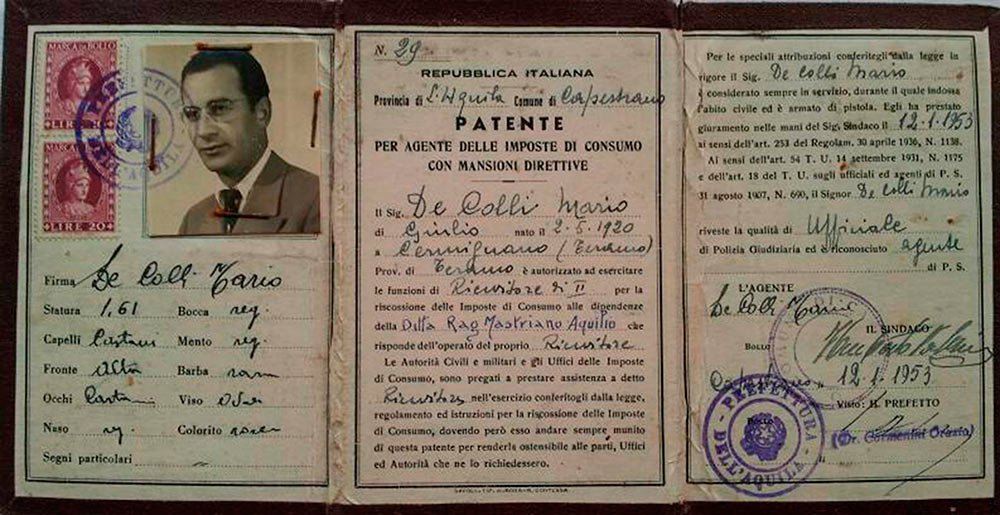 MARCA DA BOLLO
LIRE 20
MARCA DA BOLLO
LIRE 20
PREFETTURA DELL'AQUILA
Firma De Colli Mario
Statura 1,61 Bocca reg.
Capelli Castani Mento reg.
Fronte alta Barba
Occhi Castani Viso
Naso reg. Colorito
Segni particolari
N. 29
REPUBBLICA ITALIANA
Provincia di L'Aquila Comune di Capestrano
PATENTE
PER AGENTE DELLE IMPOSTE DI CONSUMO
CON MANSIONI DIRETTIVE
Il Sig. De Colli Mario
di Giulio nato il 2-5-1920
a Cermignano (Teramo)
Prov. di Teramo è autorizzato ad esercitare
le funzioni di Ricevitore di II per la
riscossione delle Imposte di Consumo alle dipendenze
della Ditta Rag Mastriano Aquilio che
risponde dell'operato del proprio Ricevitore
Le Autorità Civili e militari e gli Uffici delle Imposte
di Consumo, sono pregati a prestare assistenza a detto
Ricevitore nell'esercizio conferitogli dalla legge,
regolamento ed istruzioni per la riscossione delle Imposte
di Consumo, dovendo però esso andare sempre munito
di questa patente per renderla ostensibile alle parti, Uffici
ed Autorità che ne lo richiedessero.
Per le speciali attribuzioni conferitegli dalla legge in
vigore il Sig. De Colli Mario
è considerato sempre in servizio, durante il quale indossa
l'abito civile ed è armato di pistola. Egli ha prestato
giuramento nelle mani del Sig. Sindaco il 12-1-1953
ai sensi dell'art. 253 del Regolam. 30 aprile 1936, N. 1138.
Ai sensi dell'art. 54 T. U. 14 settembre 1931, N. 1175
e dell'art. 18 del T. U. sugli ufficiali ed agenti di P. S.
31 agosto 1907, N. 690, il Signor De Colli Mario
riveste la qualità di Ufficiale
di Polizia Giudiziaria ed è riconosciuto agente
di P. S.
L'AGENTE
De Colli Mario
IL SINDACO
BOLLO
Capestrano 12-1-1953
Visto: IL PREFETTO
Bollo
(Dr. Carmental Orazio)
PREFETTURA DELL'AQUILA